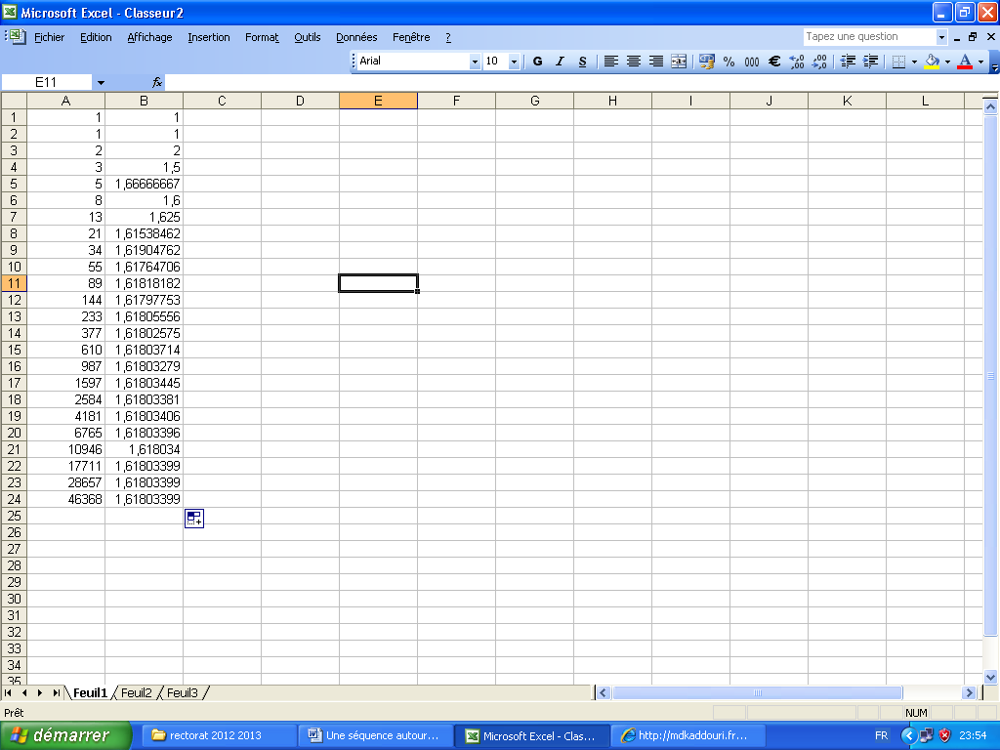 Microsoft Excel - Classeur2
Fichier Edition Affichage Insertion Format Outils Données Fenêtre ? Tapez une question
Arial 10 G I S % 000 €
E11 fx
A B C D E F G H I J K L
1 1 1
2 1 1
3 2 2
4 3 1,5
5 5 1,66666667
6 8 1,6
7 13 1,625
8 21 1,61538462
9 34 1,61904762
10 55 1,61764706
11 89 1,61818182
12 144 1,61797753
13 233 1,61805556
14 377 1,61802575
15 610 1,61803714
16 987 1,61803279
17 1597 1,61803445
18 2584 1,61803381
19 4181 1,61803406
20 6765 1,61803396
21 10946 1,618034
22 17711 1,61803399
23 28657 1,61803399
24 46368 1,61803399
25
26
27
28
29
30
31
32
33
34
35
Feuil1 Feuil2 Feuil3
Prêt NUM
démarrer rectorat 2012 2013 Une séquence autour... Microsoft Excel - Clas... http://mdkaddouri.fr... FR 23:54